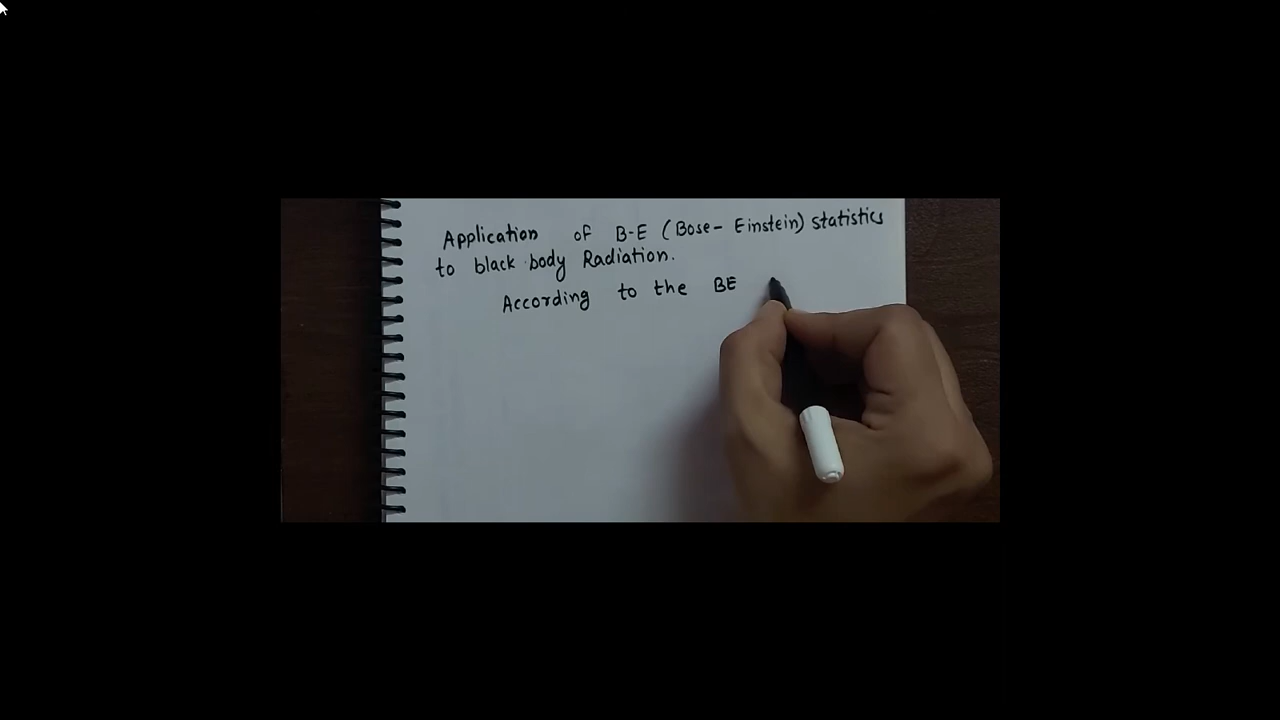 Application of B-E (Bose-Einstein) statistics
to black body Radiation.
According to the BE